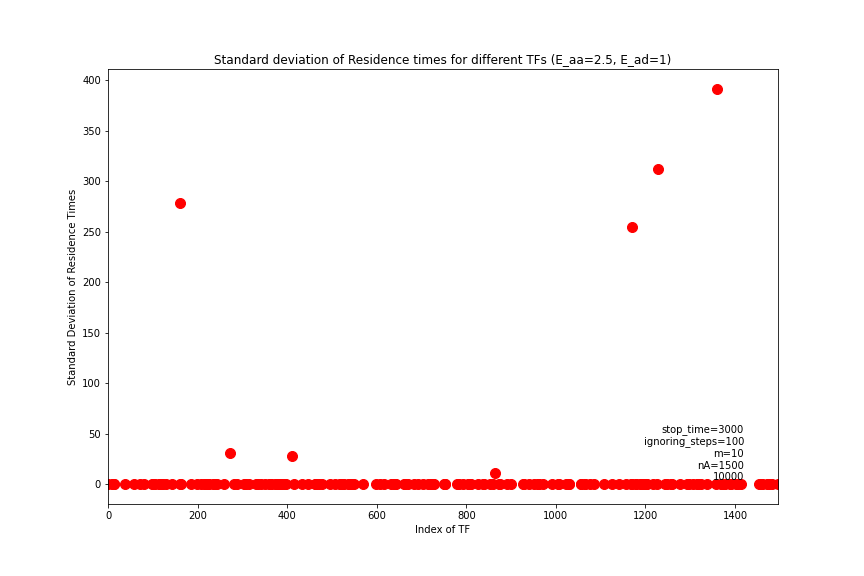 Standard deviation of Residence times for different TFs (E_aa=2.5, E_ad=1)
Standard Deviation of Residence Times
400
350
300
250
200
150
100
50
0
stop_time=3000
ignoring_steps=100
m=10
nA=1500
10000
0 200 400 600 800 1000 1200 1400
Index of TF